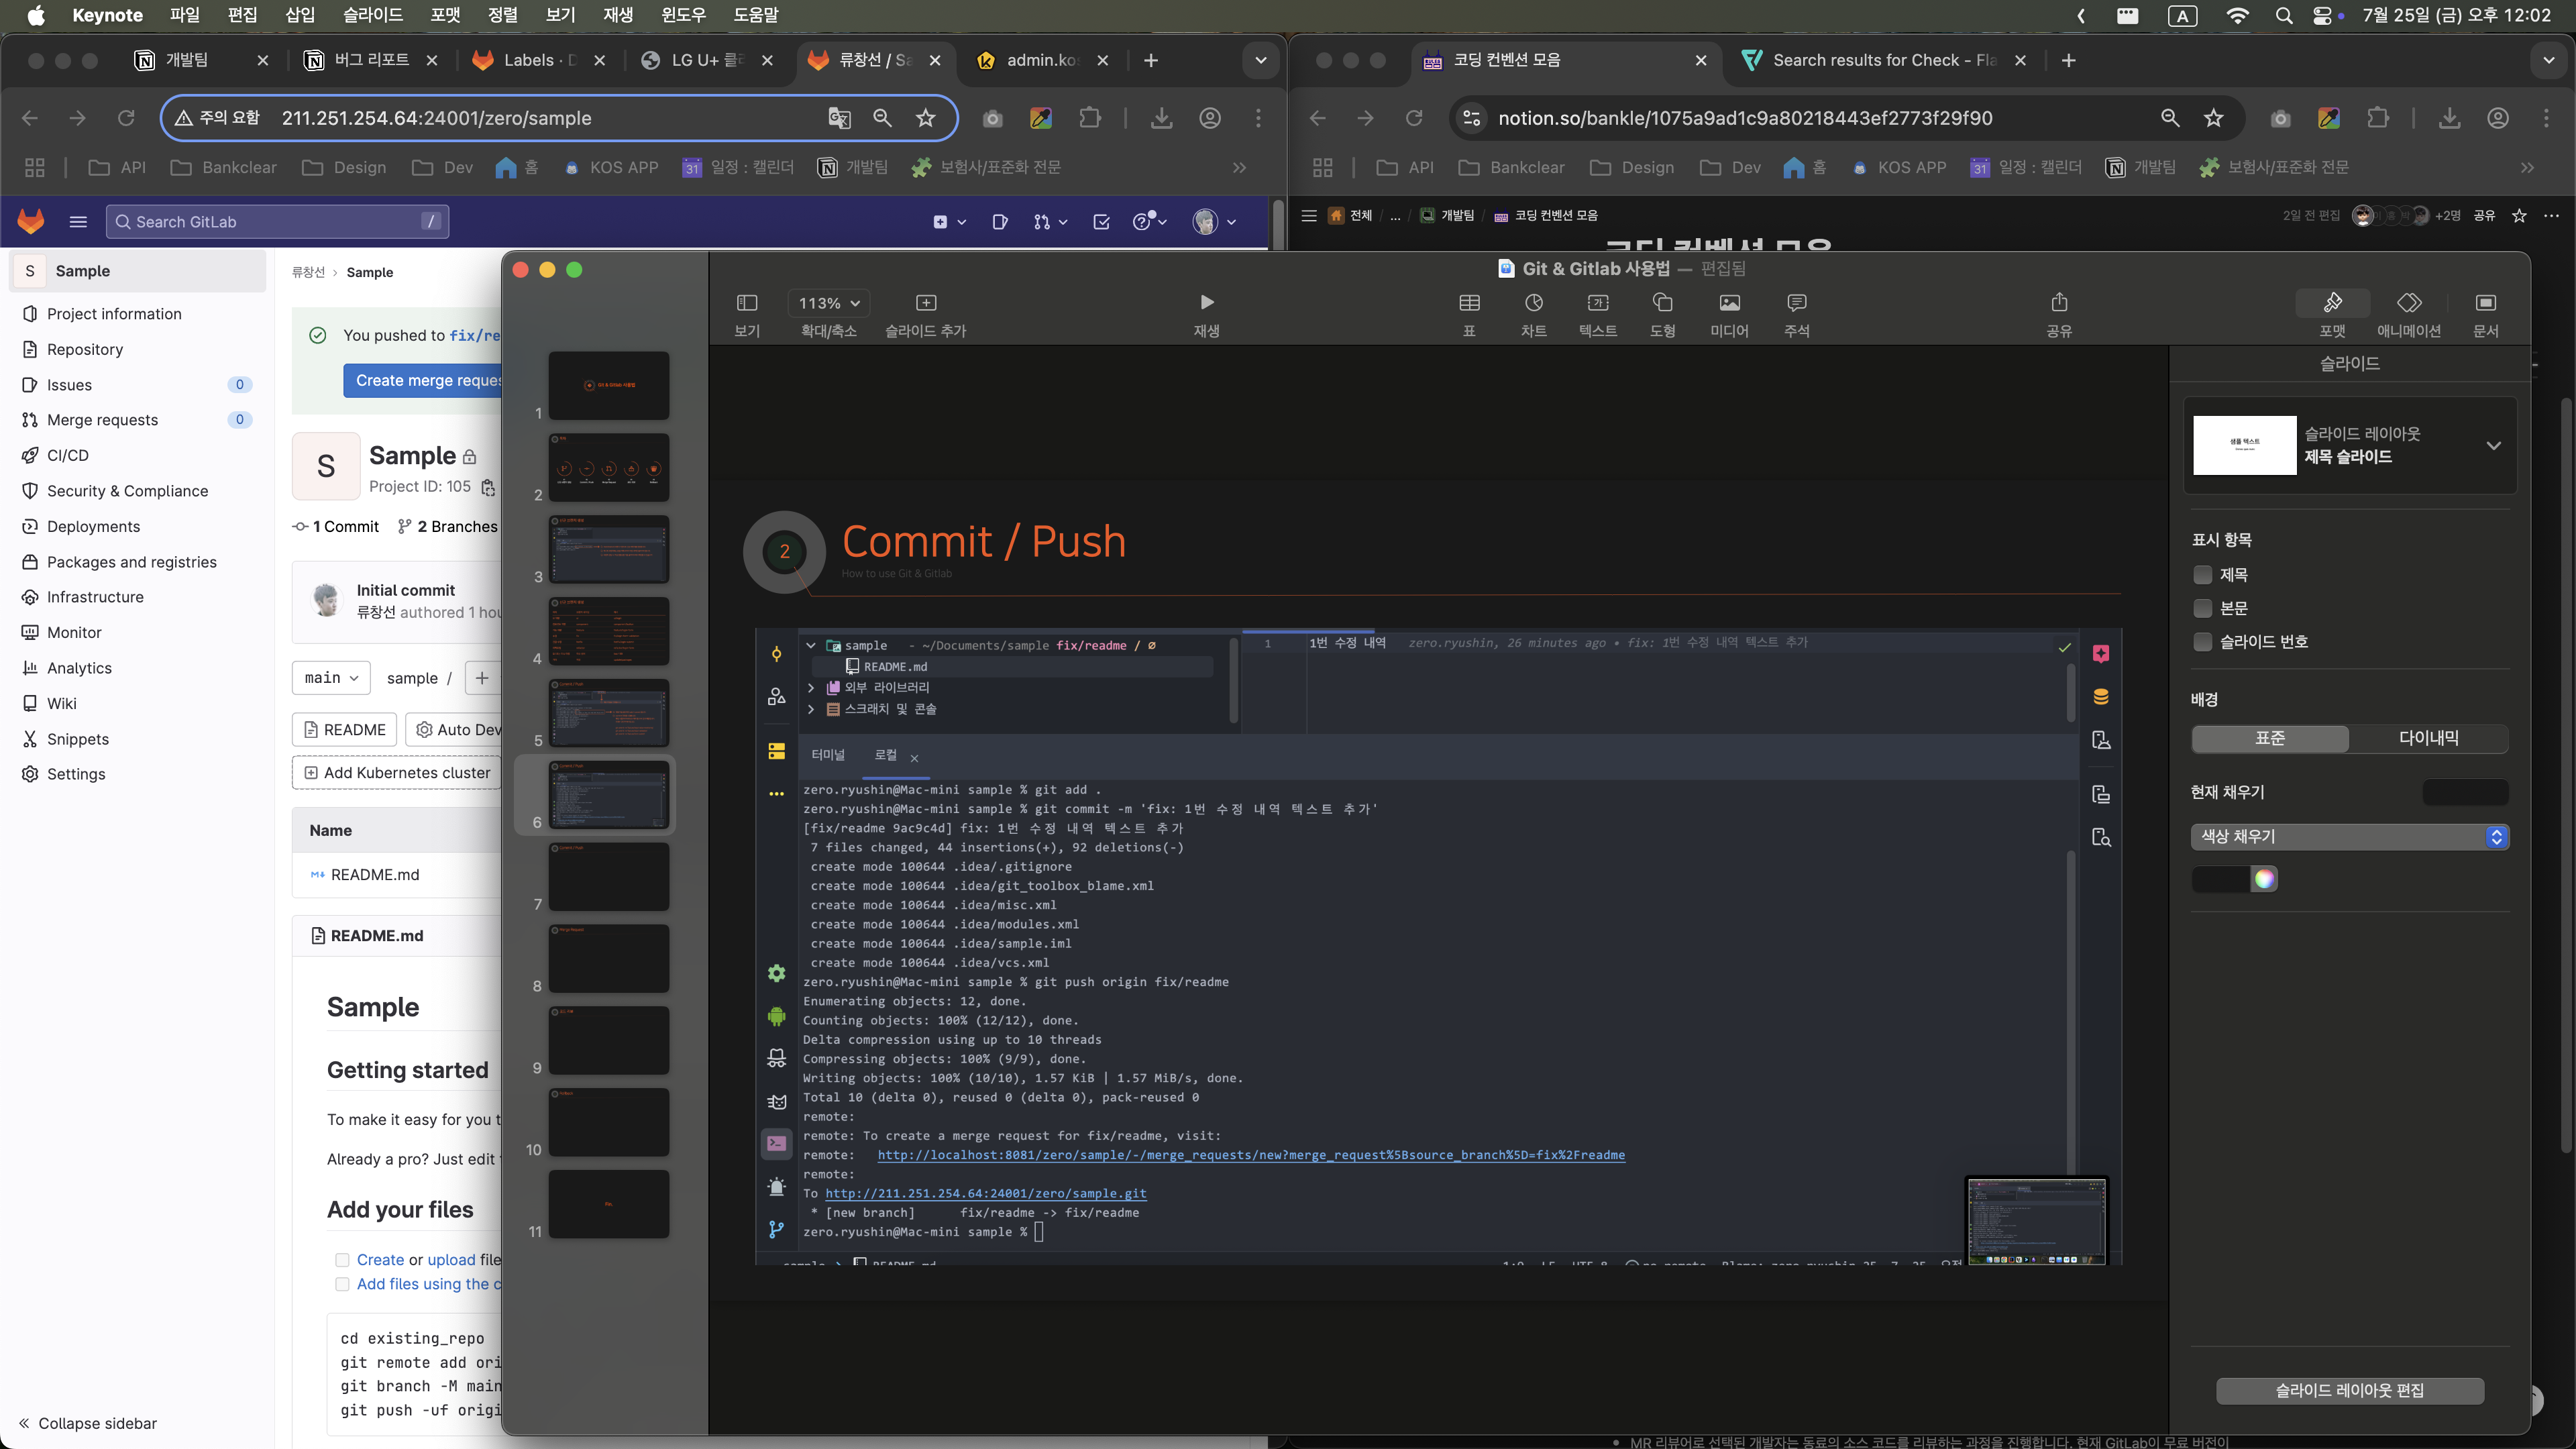 Keynote 파일 편집 삽입 슬라이드 포맷 정렬 보기 재생 윈도우 도움말
A 7월 25일 (금) 오후 12:02
개발팀 버그 리포트 Labels · D LG U+ 클 류창선 / Sa admin.ko
주의 요함 211.251.254.64:24001/zero/sample
API Bankclear Design Dev 홈 KOS APP 31 일정 : 캘린더 개발팀 보험사/표준화 전문
코딩 컨벤션 모음 Search results for Check - Fla
notion.so/bankle/1075a9ad1c9a80218443ef2773f29f90
API Bankclear Design Dev 홈 KOS APP 31 일정 : 캘린더 개발팀 보험사/표준화 전문
전체 / ... / 개발팀 / 코딩 컨벤션 모음
2일 전 편집 +2명 공유
코딩 컨벤션 모음
Search GitLab /
S Sample
Project information
Repository
Issues 0
Merge requests 0
CI/CD
Security & Compliance
Deployments
Packages and registries
Infrastructure
Monitor
Analytics
Wiki
Snippets
Settings
Collapse sidebar
류창선 › Sample
You pushed to fix/re
Create merge reques
S Sample
Project ID: 105
1 Commit 2 Branches
Initial commit
류창선 authored 1 hou
main sample / +
README Auto Dev
Add Kubernetes cluster
Name
README.md
README.md
Sample
Getting started
To make it easy for you t
Already a pro? Just edit
Add your files
Create or upload file
Add files using the c
cd existing_repo
git remote add ori
git branch -M main
git push -uf origi
Git & Gitlab 사용법 — 편집됨
113%
보기 확대/축소 슬라이드 추가 재생 표 차트 텍스트 도형 미디어 주석 공유 포맷 애니메이션 문서
1
Git & Gitlab 사용법
2
3
4
5
Commit / Push
6
Commit / Push
7
Commit / Push
8
Merge Request
9
10
11
2 Commit / Push
How to use Git & Gitlab
sample - ~/Documents/sample fix/readme / ∅
README.md
외부 라이브러리
스크래치 및 콘솔
1 1번 수정 내역 zero.ryushin, 26 minutes ago • fix: 1번 수정 내역 텍스트 추가
터미널 로컬
zero.ryushin@Mac-mini sample % git add .
zero.ryushin@Mac-mini sample % git commit -m 'fix: 1번 수정 내역 텍스트 추가'
[fix/readme 9ac9c4d] fix: 1번 수정 내역 텍스트 추가
7 files changed, 44 insertions(+), 92 deletions(-)
create mode 100644 .idea/.gitignore
create mode 100644 .idea/git_toolbox_blame.xml
create mode 100644 .idea/misc.xml
create mode 100644 .idea/modules.xml
create mode 100644 .idea/sample.iml
create mode 100644 .idea/vcs.xml
zero.ryushin@Mac-mini sample % git push origin fix/readme
Enumerating objects: 12, done.
Counting objects: 100% (12/12), done.
Delta compression using up to 10 threads
Compressing objects: 100% (9/9), done.
Writing objects: 100% (10/10), 1.57 KiB | 1.57 MiB/s, done.
Total 10 (delta 0), reused 0 (delta 0), pack-reused 0
remote:
remote: To create a merge request for fix/readme, visit:
remote: http://localhost:8081/zero/sample/-/merge_requests/new?merge_request%5Bsource_branch%5D=fix%2Freadme
remote:
To http://211.251.254.64:24001/zero/sample.git
* [new branch] fix/readme -> fix/readme
zero.ryushin@Mac-mini sample %
슬라이드
샘플 텍스트
슬라이드 레이아웃
제목 슬라이드
표시 항목
제목
본문
슬라이드 번호
배경
표준 다이내믹
현재 채우기
색상 채우기
슬라이드 레이아웃 편집
MR 리뷰어로 선택된 개발자는 동료의 소스 코드를 리뷰하는 과정을 진행합니다. 현재 GitLab이 무료 버전이